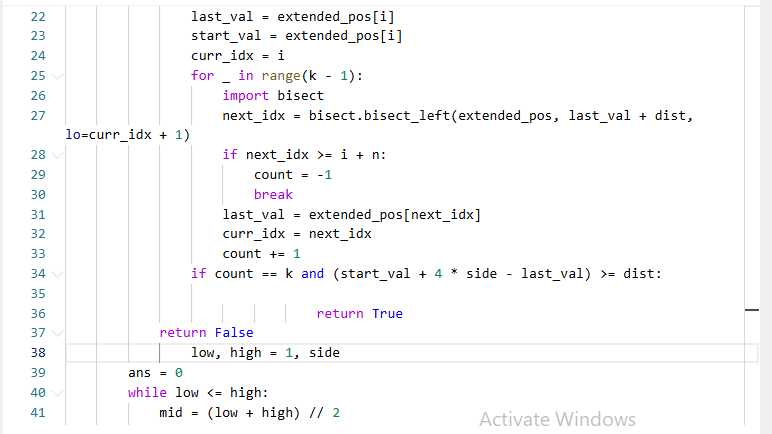 22 last_val = extended_pos[i]
23 start_val = extended_pos[i]
24 curr_idx = i
25 for _ in range(k - 1):
26 import bisect
27 next_idx = bisect.bisect_left(extended_pos, last_val + dist,
lo=curr_idx + 1)
28 if next_idx >= i + n:
29 count = -1
30 break
31 last_val = extended_pos[next_idx]
32 curr_idx = next_idx
33 count += 1
34 if count == k and (start_val + 4 * side - last_val) >= dist:
35
36 return True
37 return False
38 low, high = 1, side
39 ans = 0
40 while low <= high:
41 mid = (low + high) // 2
Activate Windows